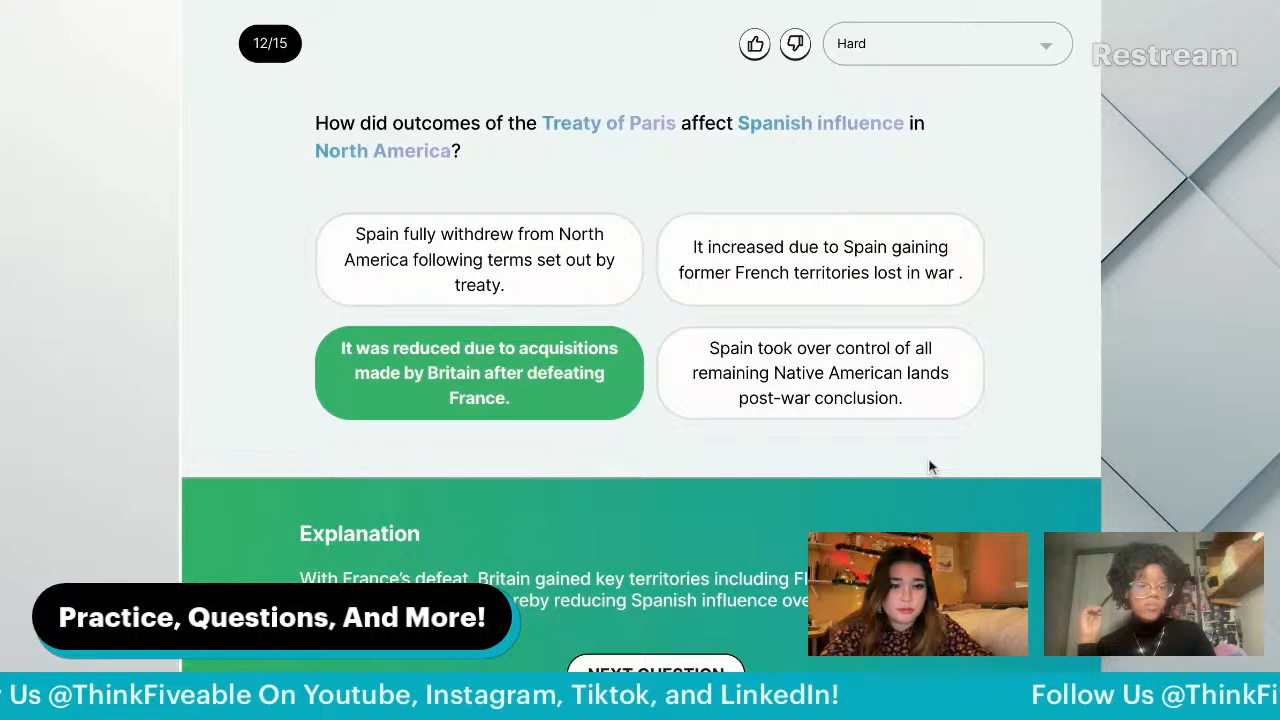 12/15
Hard
Restream
How did outcomes of the Treaty of Paris affect Spanish influence in
North America?
Spain fully withdrew from North
America following terms set out by
treaty.
It increased due to Spain gaining
former French territories lost in war .
It was reduced due to acquisitions
made by Britain after defeating
France.
Spain took over control of all
remaining Native American lands
post-war conclusion.
Explanation
With France's defeat, Britain gained key territories including
reducing Spanish influence
Practice, Questions, And More!
NEXT QUESTION
Us @ThinkFiveable On Youtube, Instagram, Tiktok, and LinkedIn! Follow Us